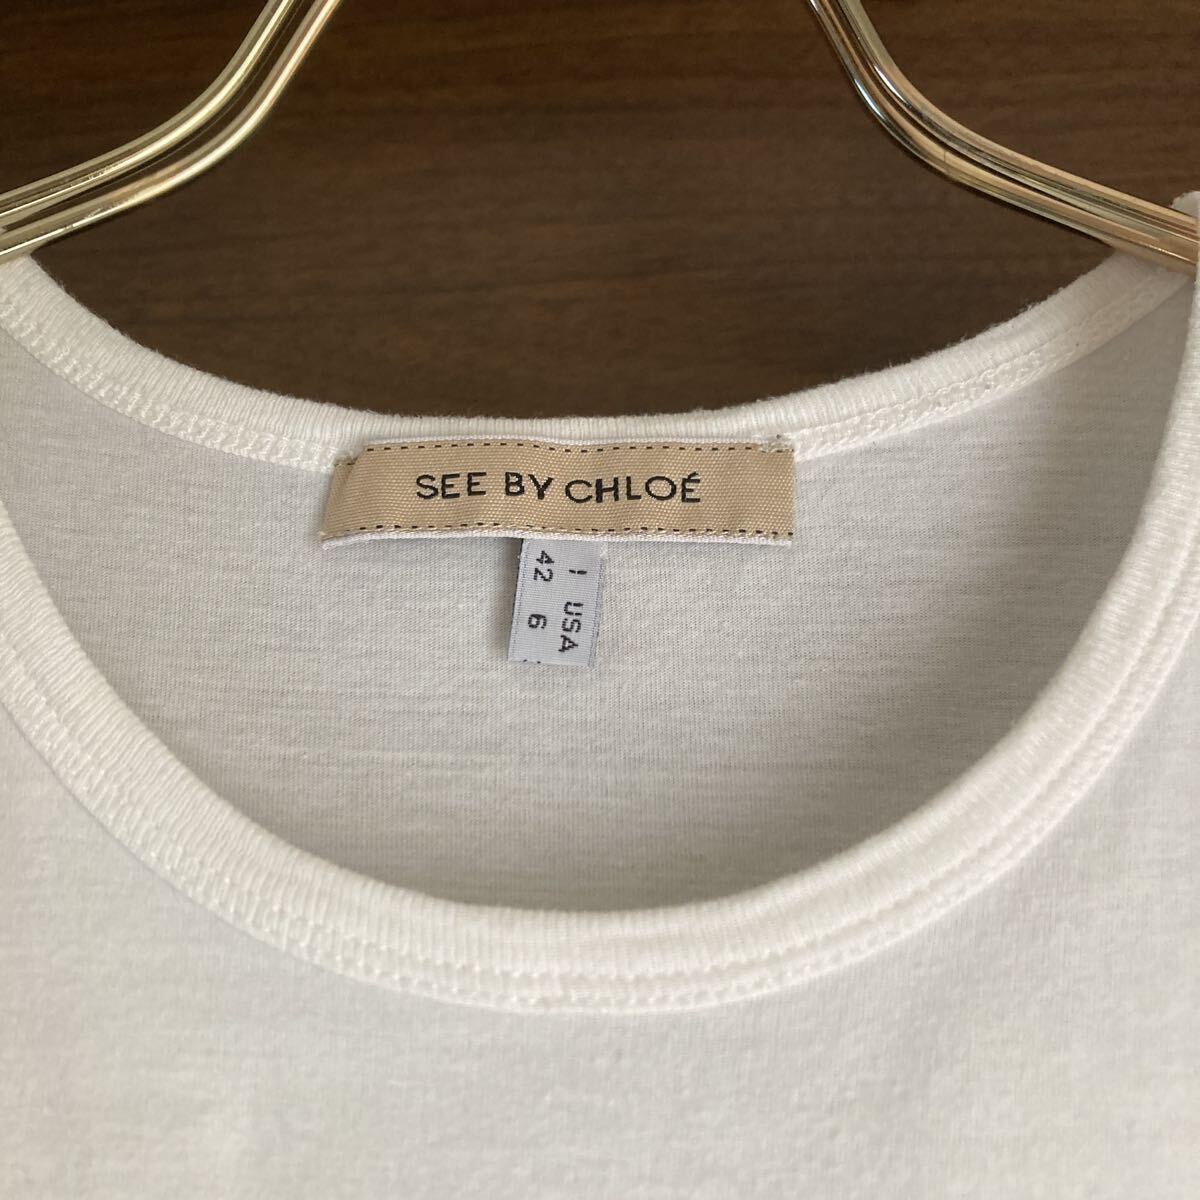 SEE BY CHLOÉ
I USA
42 6